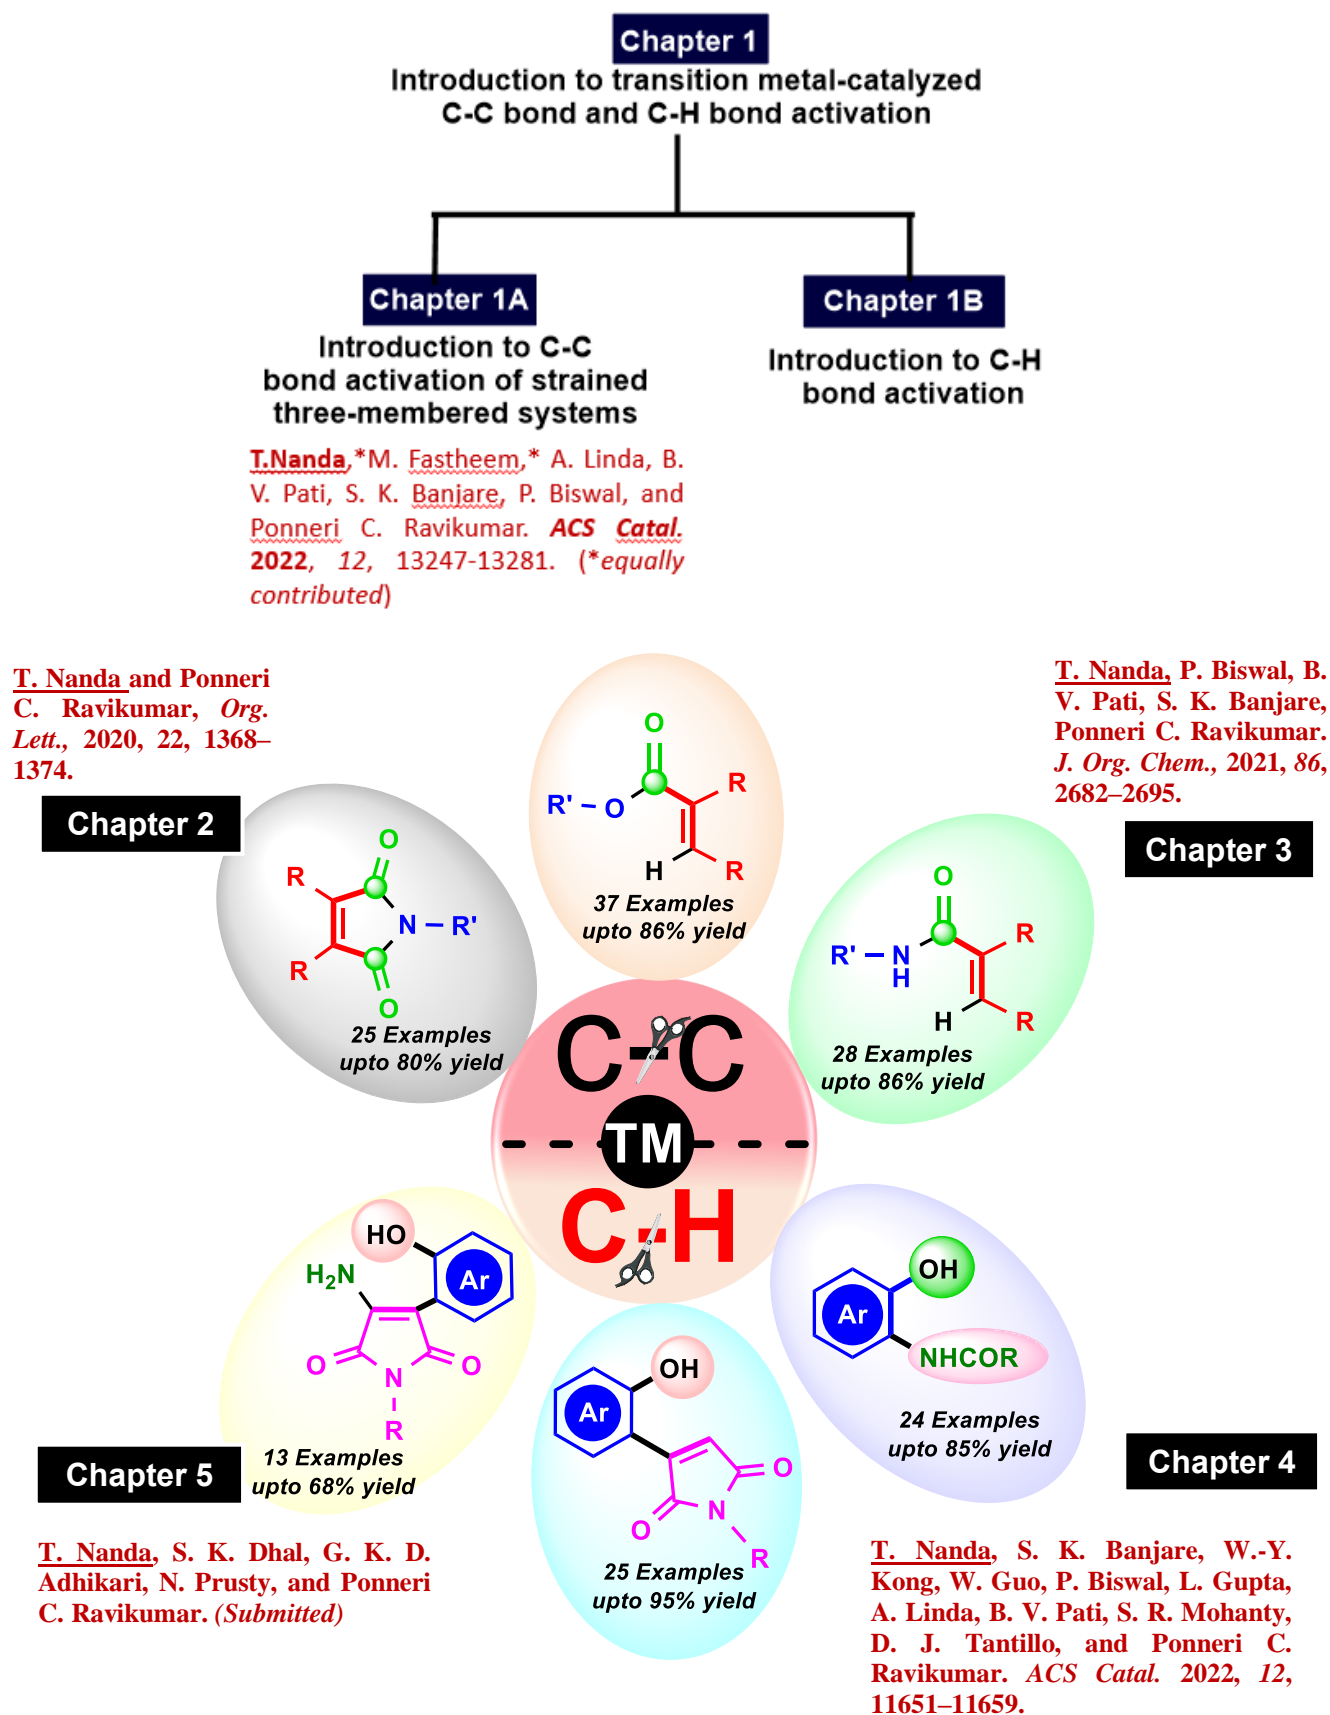 Chapter 1
Introduction to transition metal-catalyzed
C-C bond and C-H bond activation
Chapter 1A
Introduction to C-C
bond activation of strained
three-membered systems
T.Nanda,*M. Fastheem,* A. Linda, B.
V. Pati, S. K. Banjare, P. Biswal, and
Ponneri C. Ravikumar. ACS Catal.
2022, 12, 13247-13281. (*equally
contributed)
Chapter 1B
Introduction to C-H
bond activation
T. Nanda and Ponneri
C. Ravikumar, Org.
Lett., 2020, 22, 1368–
1374.
Chapter 2
O
R
N
R'
R
O
25 Examples
upto 80% yield
O
R
R'
O
H
R
37 Examples
upto 86% yield
T. Nanda, P. Biswal, B.
V. Pati, S. K. Banjare,
Ponneri C. Ravikumar.
J. Org. Chem., 2021, 86,
2682–2695.
Chapter 3
O
R
R'
N
H
H
R
28 Examples
upto 86% yield
C-C
TM
C-H
HO
H2N
Ar
O
O
N
R
13 Examples
upto 68% yield
Chapter 5
T. Nanda, S. K. Dhal, G. K. D.
Adhikari, N. Prusty, and Ponneri
C. Ravikumar. (Submitted)
OH
Ar
O
N
O
R
25 Examples
upto 95% yield
OH
Ar
NHCOR
24 Examples
upto 85% yield
Chapter 4
T. Nanda, S. K. Banjare, W.-Y.
Kong, W. Guo, P. Biswal, L. Gupta,
A. Linda, B. V. Pati, S. R. Mohanty,
D. J. Tantillo, and Ponneri C.
Ravikumar. ACS Catal. 2022, 12,
11651–11659.